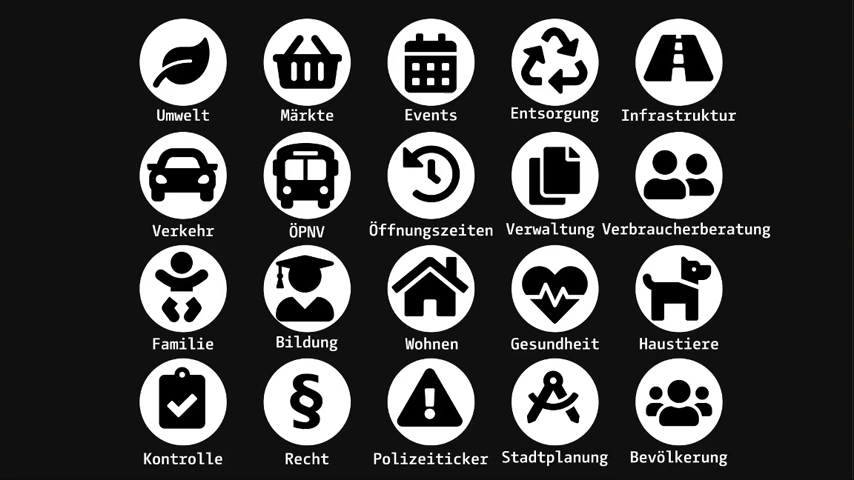 Umwelt Märkte Events Entsorgung Infrastruktur
Verkehr ÖPNV Öffnungszeiten Verwaltung Verbraucherberatung
Familie Bildung Wohnen Gesundheit Haustiere
§
Kontrolle Recht Polizeiticker Stadtplanung Bevölkerung